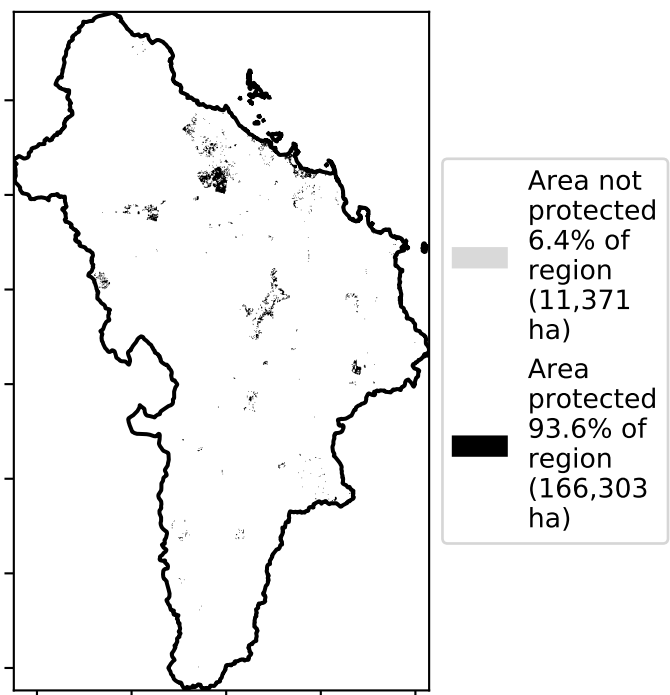 Area not
protected
6.4% of
region
(11,371
ha)
Area
protected
93.6% of
region
(166,303
ha)